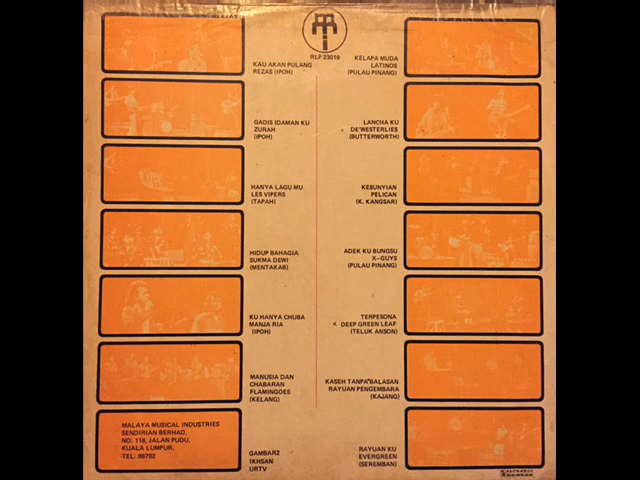 RLP 23019
KAU AKAN PULANG
REZAS (IPOH)
GADIS IDAMAN KU
ZURAH
(IPOH)
HANYA LAGU MU
LES VIPERS
(TAPAH)
HIDUP BAHAGIA
SUKMA DEWI
(MENTAKAB)
KU HANYA CHUBA
MANJA RIA
(IPOH)
MANUSIA DAN
CHABARAN
FLAMINGOES
(KELANG)
MALAYA MUSICAL INDUSTRIES
SENDIRIAN BERHAD,
NO: 116, JALAN PUDU,
KUALA LUMPUR.
TEL: 86702
GAMBAR2
IKHSAN
URTV
KELAPA MUDA
LATINOS
(PULAU PINANG)
LANCHA KU
DE'WESTERLIES
(BUTTERWORTH)
KESUNYIAN
PELICAN
(K. KANGSAR)
ADEK KU BUNGSU
X-GUYS
(PULAU PINANG)
TERPESONA
DEEP GREEN LEAF
(TELUK ANSON)
KASEH TANPA BALASAN
RAYUAN PENGEMBARA
(KAJANG)
RAYUAN KU
EVERGREEN
(SEREMBAN)